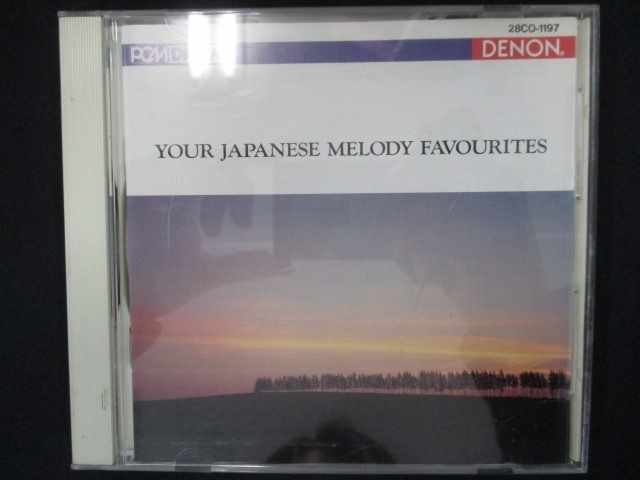 28CO-1197
PCM DIGITAL
DENON
YOUR JAPANESE MELODY FAVOURITES